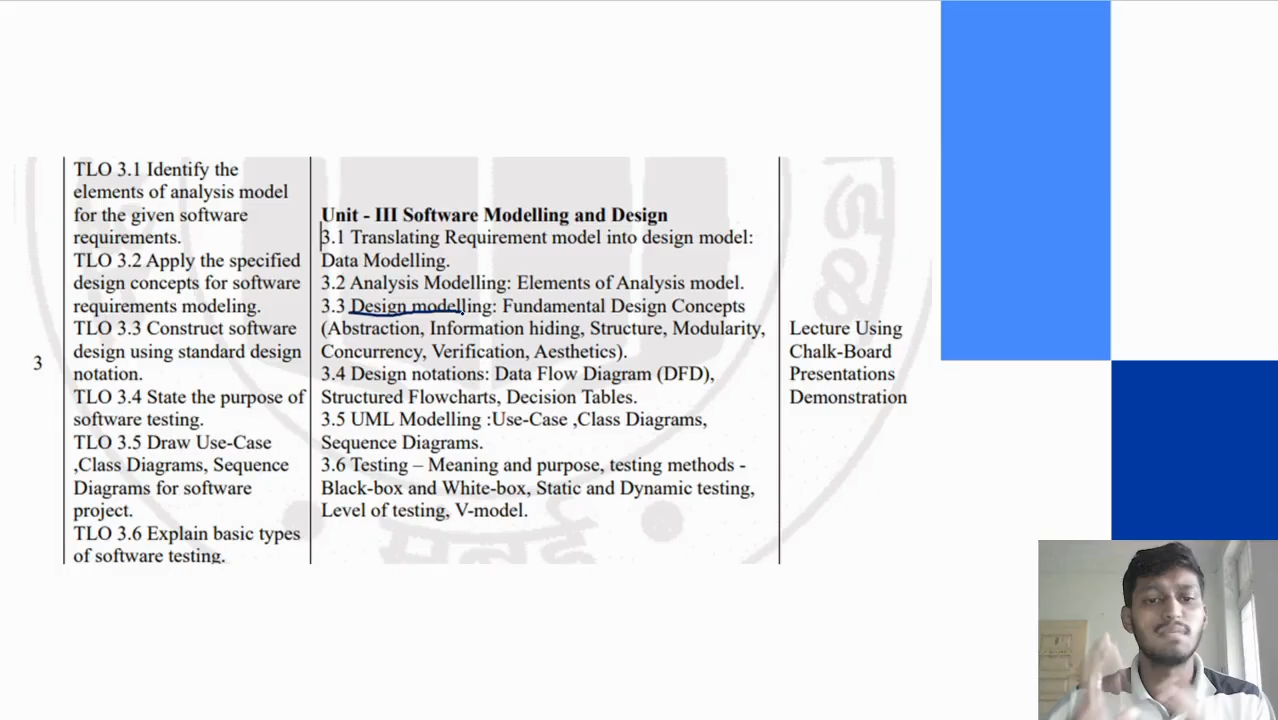 3
TLO 3.1 Identify the
elements of analysis model
for the given software
requirements.
TLO 3.2 Apply the specified
design concepts for software
requirements modeling.
TLO 3.3 Construct software
design using standard design
notation.
TLO 3.4 State the purpose of
software testing.
TLO 3.5 Draw Use-Case
,Class Diagrams, Sequence
Diagrams for software
project.
TLO 3.6 Explain basic types
of software testing.
Unit - III Software Modelling and Design
3.1 Translating Requirement model into design model:
Data Modelling.
3.2 Analysis Modelling: Elements of Analysis model.
3.3 Design modelling: Fundamental Design Concepts
(Abstraction, Information hiding, Structure, Modularity,
Concurrency, Verification, Aesthetics).
3.4 Design notations: Data Flow Diagram (DFD),
Structured Flowcharts, Decision Tables.
3.5 UML Modelling :Use-Case ,Class Diagrams,
Sequence Diagrams.
3.6 Testing – Meaning and purpose, testing methods -
Black-box and White-box, Static and Dynamic testing,
Level of testing, V-model.
Lecture Using
Chalk-Board
Presentations
Demonstration